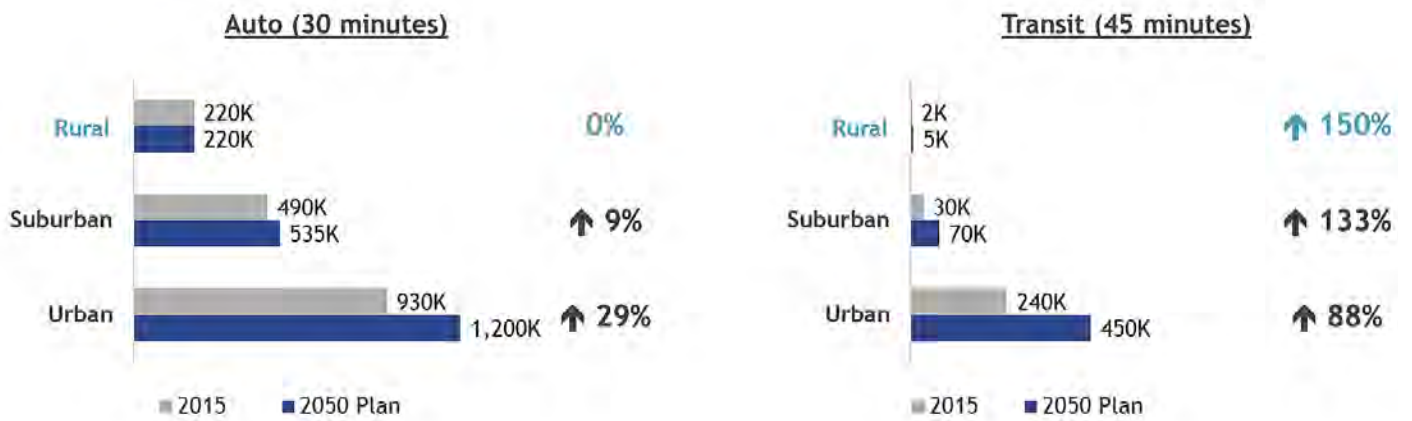 Auto (30 minutes)
Rural
220K
220K
0%
Suburban
490K
535K
↑ 9%
Urban
930K
1,200K
↑ 29%
2015
2050 Plan
Transit (45 minutes)
Rural
2K
5K
↑ 150%
Suburban
30K
70K
↑ 133%
Urban
240K
450K
↑ 88%
2015
2050 Plan